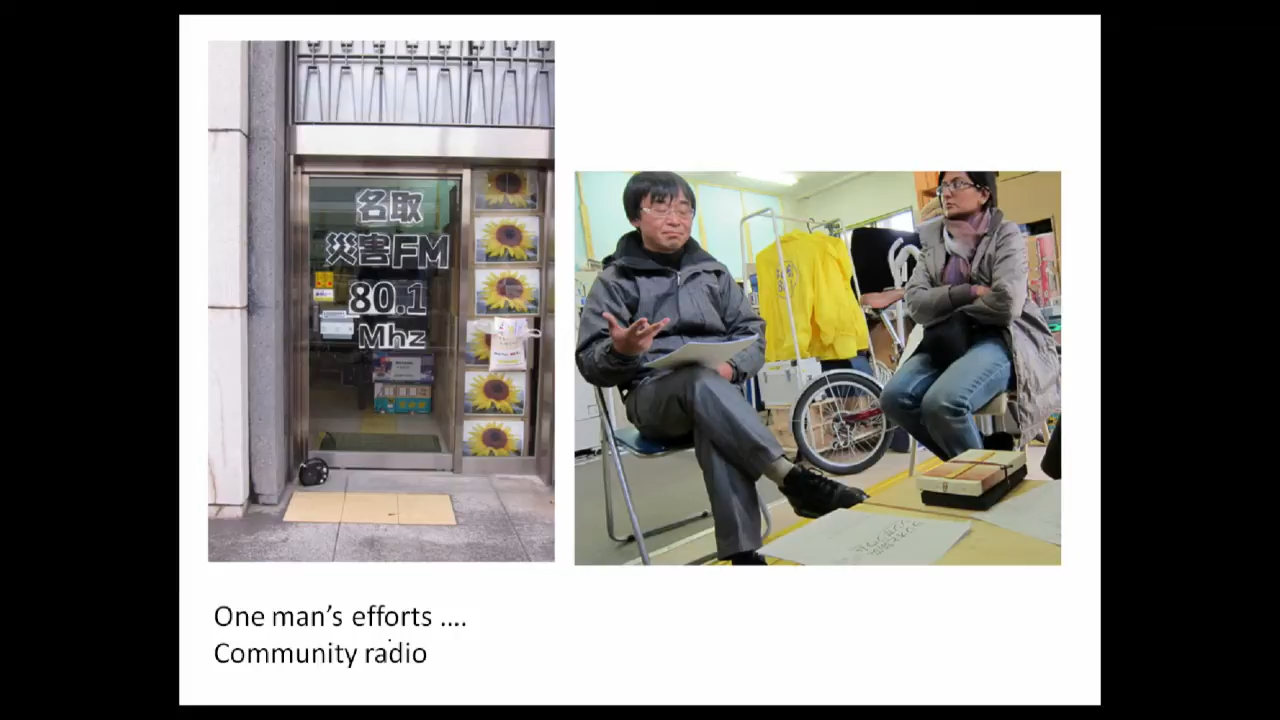 名取
災害FM
80.1
Mhz
One man's efforts ....
Community radio